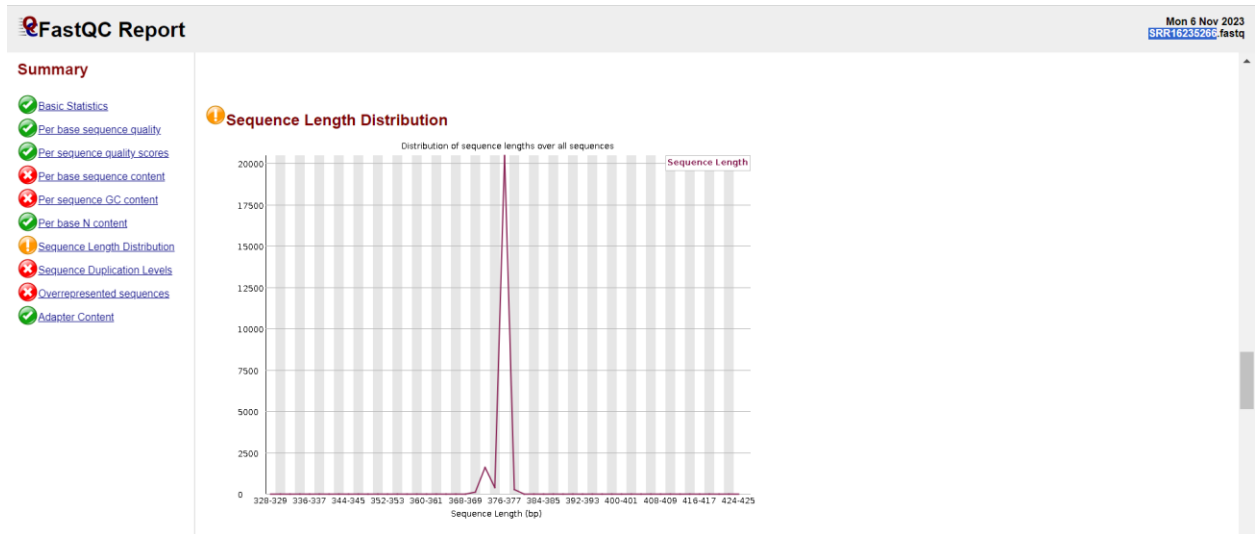 FastQC Report
Mon 6 Nov 2023
SRR16235266.fastq
Summary
Basic Statistics
Per base sequence quality
Per sequence quality scores
Per base sequence content
Per sequence GC content
Per base N content
Sequence Length Distribution
Sequence Duplication Levels
Overrepresented sequences
Adapter Content
Sequence Length Distribution
Distribution of sequence lengths over all sequences
Sequence Length
20000
17500
15000
12500
10000
7500
5000
2500
0
328-329 336-337 344-345 352-353 360-361 368-369 376-377 384-385 392-393 400-401 408-409 416-417 424-425
Sequence Length (bp)